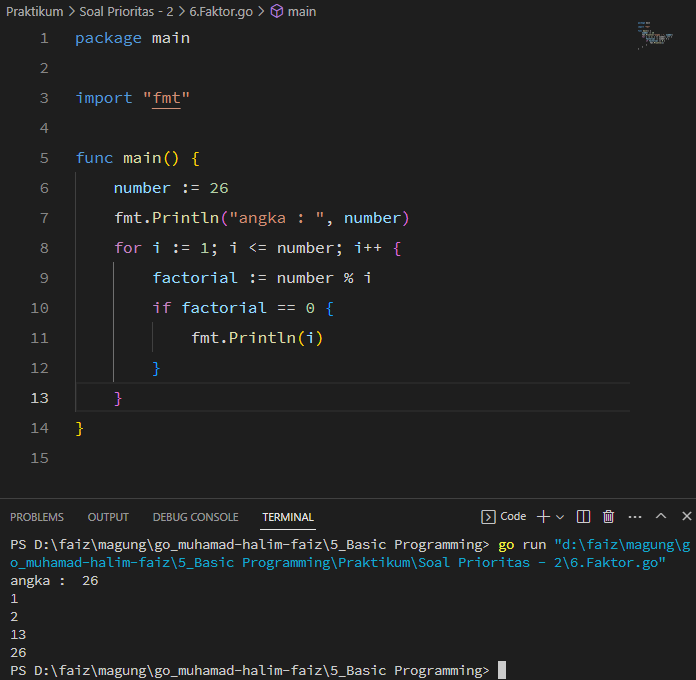 Praktikum > Soal Prioritas - 2 > 6.Faktor.go > main
1 package main
2
3 import "fmt"
4
5 func main() {
6 number := 26
7 fmt.Println("angka : ", number)
8 for i := 1; i <= number; i++ {
9 factorial := number % i
10 if factorial == 0 {
11 fmt.Println(i)
12 }
13 }
14 }
15
PROBLEMS OUTPUT DEBUG CONSOLE TERMINAL Code
PS D:\faiz\magung\go_muhamad-halim-faiz\5_Basic Programming> go run "d:\faiz\magung\g
o_muhamad-halim-faiz\5_Basic Programming\Praktikum\Soal Prioritas - 2\6.Faktor.go"
angka :  26
1
2
13
26
PS D:\faiz\magung\go_muhamad-halim-faiz\5_Basic Programming>